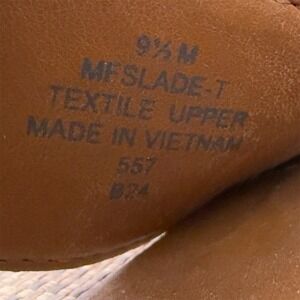 9½ M
MFSLADE-T
TEXTILE UPPER
MADE IN VIETNAM
557
B24